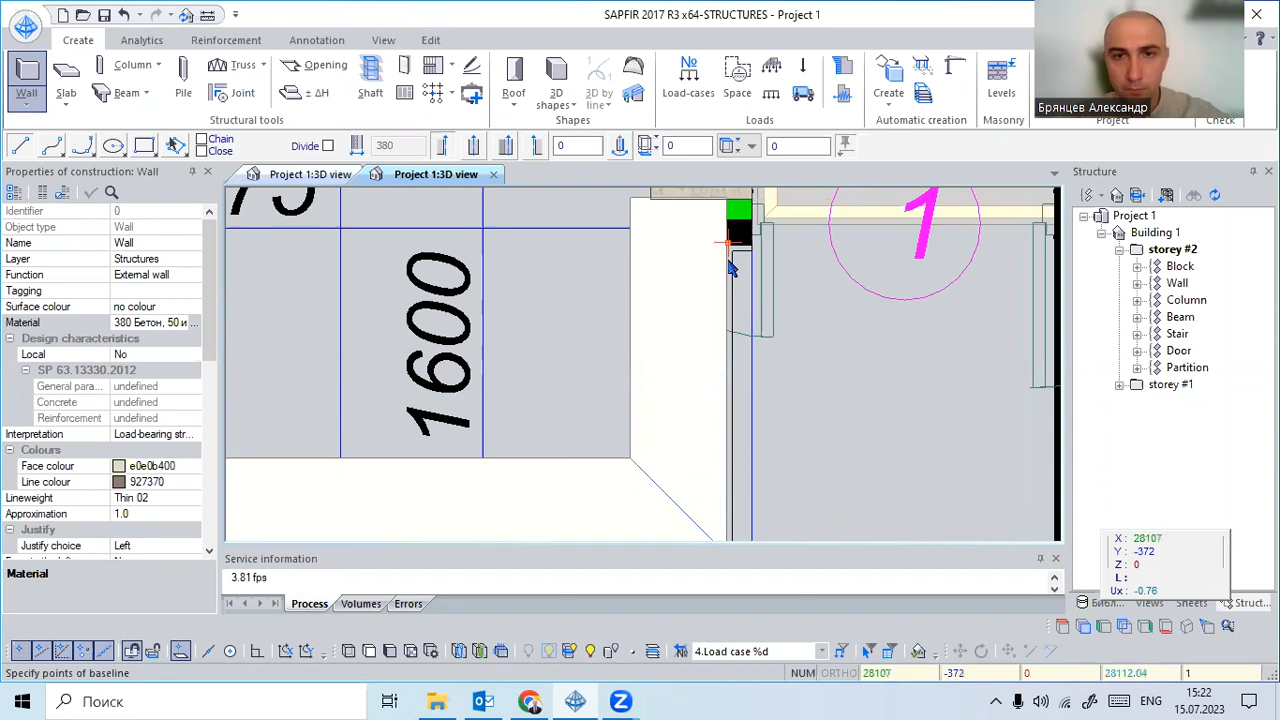 SAPFIR 2017 R3 x64-STRUCTURES - Project 1
Create Analytics Reinforcement Annotation View Edit
Column Truss Opening
Wall Slab Beam Pile Joint ± ΔH Shaft
Roof 3D shapes 3D by line
Load-cases Space
Create Levels
Structural tools Shapes Loads Automatic creation Masonry Project Check
Брянцев Александр
Chain
Close
Divide 380 0 0 0
Properties of construction: Wall
Project 1:3D view Project 1:3D view
Structure
Identifier 0
Object type Wall
Name Wall
Layer Structures
Function External wall
Tagging
Surface colour no colour
Material 380 Бетон, 50 и ...
Design characteristics
Local No
SP 63.13330.2012
General para... undefined
Concrete undefined
Reinforcement undefined
Interpretation Load-bearing str...
Colours
Face colour e0e0b400
Line colour 927370
Lineweight Thin 02
Approximation 1.0
Justify
Justify choice Left
Material
1600
1
Project 1
Building 1
storey #2
Block
Wall
Column
Beam
Stair
Door
Partition
storey #1
X : 28107
Y : -372
Z : 0
L :
Ux : -0.76
Service information
3.81 fps
Process Volumes Errors
Библ... Views Sheets Struct...
4.Load case %d
Specify points of baseline
NUM ORTHO 28107 -372 0 28112.04 1
Поиск
ENG
15:22
15.07.2023